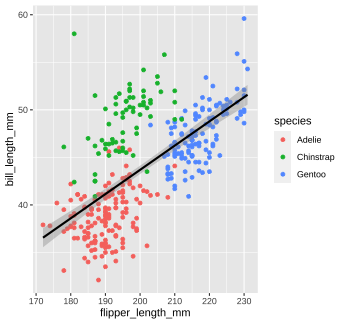 60
50
40
bill_length_mm
170 180 190 200 210 220 230
flipper_length_mm
species
Adelie
Chinstrap
Gentoo